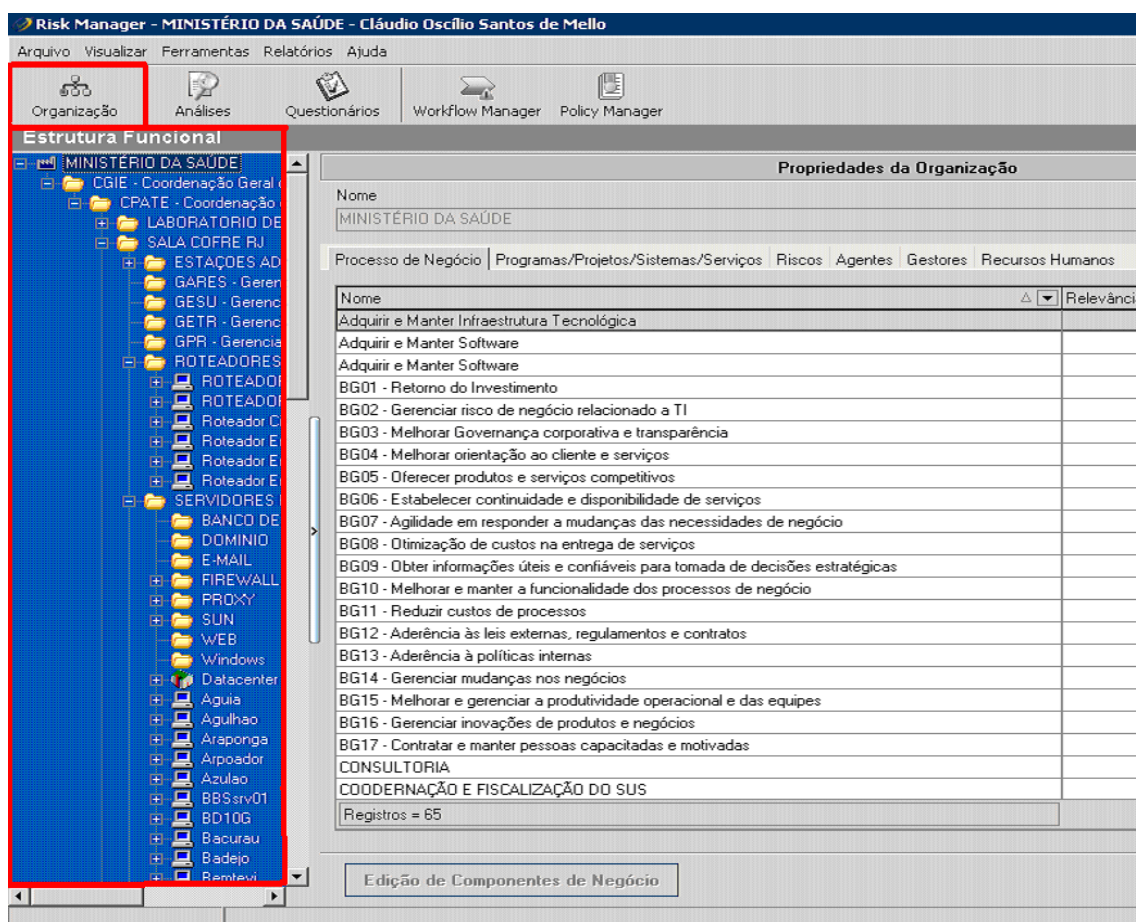 Risk Manager - MINISTÉRIO DA SAÚDE - Cláudio Oscílio Santos de Mello
Arquivo Visualizar Ferramentas Relatórios Ajuda
Organização Análises Questionários Workflow Manager Policy Manager
Estrutura Funcional
MINISTÉRIO DA SAÚDE
CGIE - Coordenação Geral
CPATE - Coordenação
LABORATORIO DE
SALA COFRE RJ
ESTAÇOES AD
GARES - Geren
GESU - Gerenc
GETR - Gerenc
GPR - Gerencia
ROTEADORES
ROTEADOR
ROTEADOR
Roteador C
Roteador E
Roteador E
Roteador E
SERVIDORES
BANCO DE
DOMINIO
E-MAIL
FIREWALL
PROXY
SUN
WEB
Windows
Datacenter
Aguia
Agulhao
Araponga
Arpoador
Azulao
BBSsrv01
BD10G
Bacurau
Badejo
Bemtevi
Propriedades da Organização
Nome
MINISTÉRIO DA SAÚDE
Processo de Negócio Programas/Projetos/Sistemas/Serviços Riscos Agentes Gestores Recursos Humanos
Nome Relevânci
Adquirir e Manter Infraestrutura Tecnológica
Adquirir e Manter Software
Adquirir e Manter Software
BG01 - Retorno do Investimento
BG02 - Gerenciar risco de negócio relacionado a TI
BG03 - Melhorar Governança corporativa e transparência
BG04 - Melhorar orientação ao cliente e serviços
BG05 - Oferecer produtos e serviços competitivos
BG06 - Estabelecer continuidade e disponibilidade de serviços
BG07 - Agilidade em responder a mudanças das necessidades de negócio
BG08 - Otimização de custos na entrega de serviços
BG09 - Obter informações úteis e confiáveis para tomada de decisões estratégicas
BG10 - Melhorar e manter a funcionalidade dos processos de negócio
BG11 - Reduzir custos de processos
BG12 - Aderência às leis externas, regulamentos e contratos
BG13 - Aderência à políticas internas
BG14 - Gerenciar mudanças nos negócios
BG15 - Melhorar e gerenciar a produtividade operacional e das equipes
BG16 - Gerenciar inovações de produtos e negócios
BG17 - Contratar e manter pessoas capacitadas e motivadas
CONSULTORIA
COODERNAÇÃO E FISCALIZAÇÃO DO SUS
Registros = 65
Edição de Componentes de Negócio